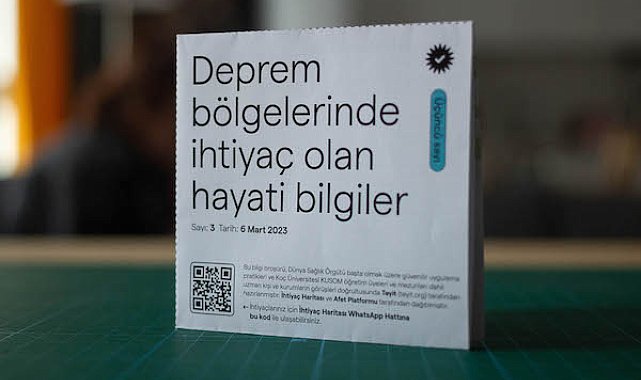 Deprem
bölgelerinde
ihtiyaç olan
hayati bilgiler
Üçüncü sayı
Sayı: 3 Tarih: 6 Mart 2023
Bu bilgi broşürü, Dünya Sağlık Örgütü başta olmak üzere güvenilir uygulama
pratikleri ve Koç Üniversitesi KUSOM öğretim üyeleri ve mezunları dahil
uzman kişi ve kurumların görüşleri doğrultusunda Teyit (teyit.org) tarafından
hazırlanmıştır. İhtiyaç Haritası ve Afet Platformu tarafından dağıtılmıştır.
← İhtiyaçlarınız için İhtiyaç Haritası WhatsApp Hattına
bu kod ile ulaşabilirsiniz.